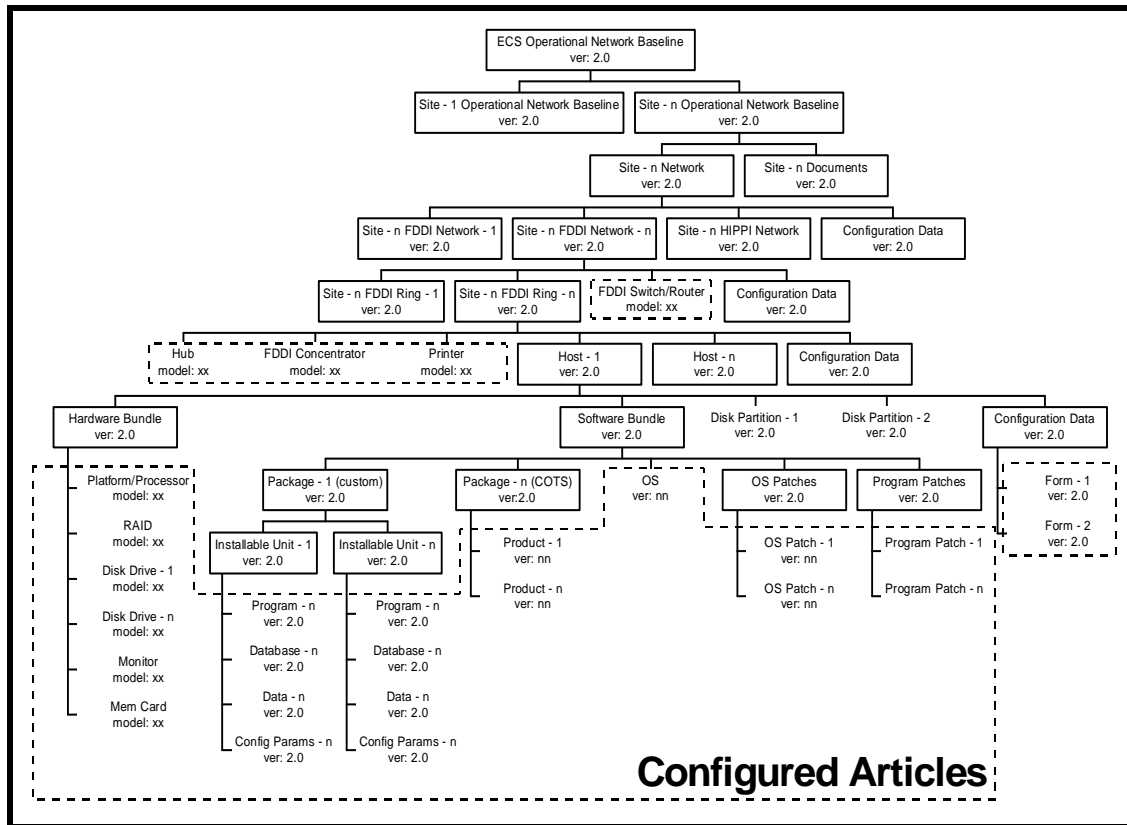 ECS Operational Network Baseline
ver: 2.0
Site - 1 Operational Network Baseline
ver: 2.0
Site - n Operational Network Baseline
ver: 2.0
Site - n Network
ver: 2.0
Site - n Documents
ver: 2.0
Site - n FDDI Network - 1
ver: 2.0
Site - n FDDI Network - n
ver: 2.0
Site - n HIPPI Network
ver: 2.0
Configuration Data
ver: 2.0
Site - n FDDI Ring - 1
ver: 2.0
Site - n FDDI Ring - n
ver: 2.0
FDDI Switch/Router
model: xx
Configuration Data
ver: 2.0
Hub
model: xx
FDDI Concentrator
model: xx
Printer
model: xx
Host - 1
ver: 2.0
Host - n
ver: 2.0
Configuration Data
ver: 2.0
Hardware Bundle
ver: 2.0
Software Bundle
ver: 2.0
Disk Partition - 1
ver: 2.0
Disk Partition - 2
ver: 2.0
Configuration Data
ver: 2.0
Platform/Processor
model: xx
RAID
model: xx
Disk Drive - 1
model: xx
Disk Drive - n
model: xx
Monitor
model: xx
Mem Card
model: xx
Package - 1 (custom)
ver: 2.0
Package - n (COTS)
ver:2.0
OS
ver: nn
OS Patches
ver: 2.0
Program Patches
ver: 2.0
Form - 1
ver: 2.0
Form - 2
ver: 2.0
Installable Unit - 1
ver: 2.0
Installable Unit - n
ver: 2.0
Product - 1
ver: nn
Product - n
ver: nn
OS Patch - 1
ver: nn
OS Patch - n
ver: nn
Program Patch - 1
Program Patch - n
Program - n
ver: 2.0
Database - n
ver: 2.0
Data - n
ver: 2.0
Config Params - n
ver: 2.0
Program - n
ver: 2.0
Database - n
ver: 2.0
Data - n
ver: 2.0
Config Params - n
ver: 2.0
Configured Articles